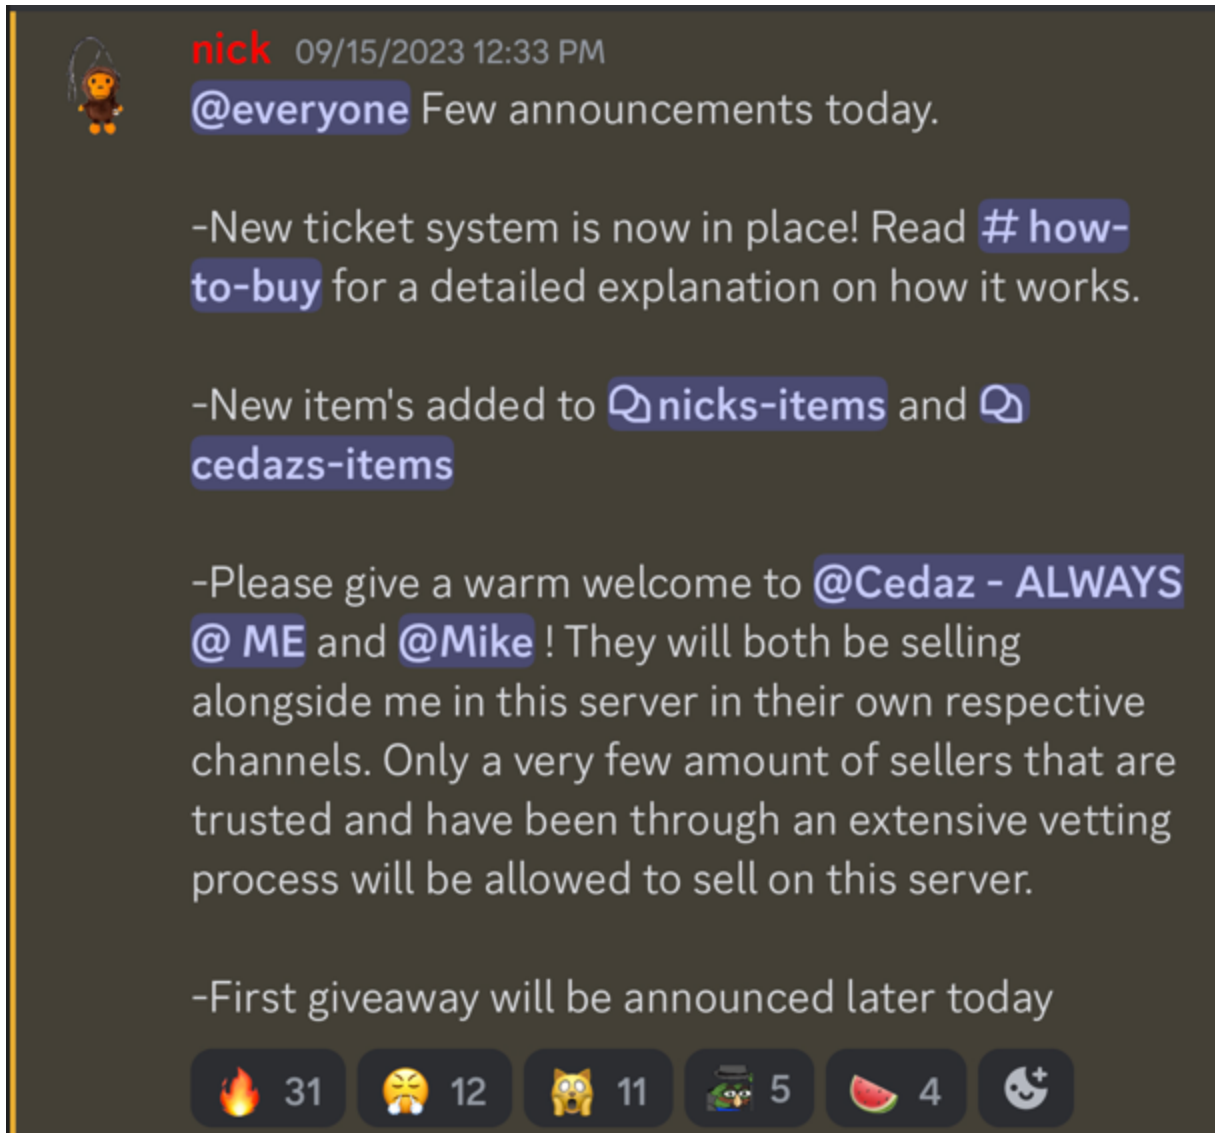 nick 09/15/2023 12:33 PM
@everyone Few announcements today.
-New ticket system is now in place! Read # how-
to-buy for a detailed explanation on how it works.
-New item's added to nicks-items and
cedazs-items
-Please give a warm welcome to @Cedaz - ALWAYS
@ ME and @Mike ! They will both be selling
alongside me in this server in their own respective
channels. Only a very few amount of sellers that are
trusted and have been through an extensive vetting
process will be allowed to sell on this server.
-First giveaway will be announced later today
31 12 11 5 4